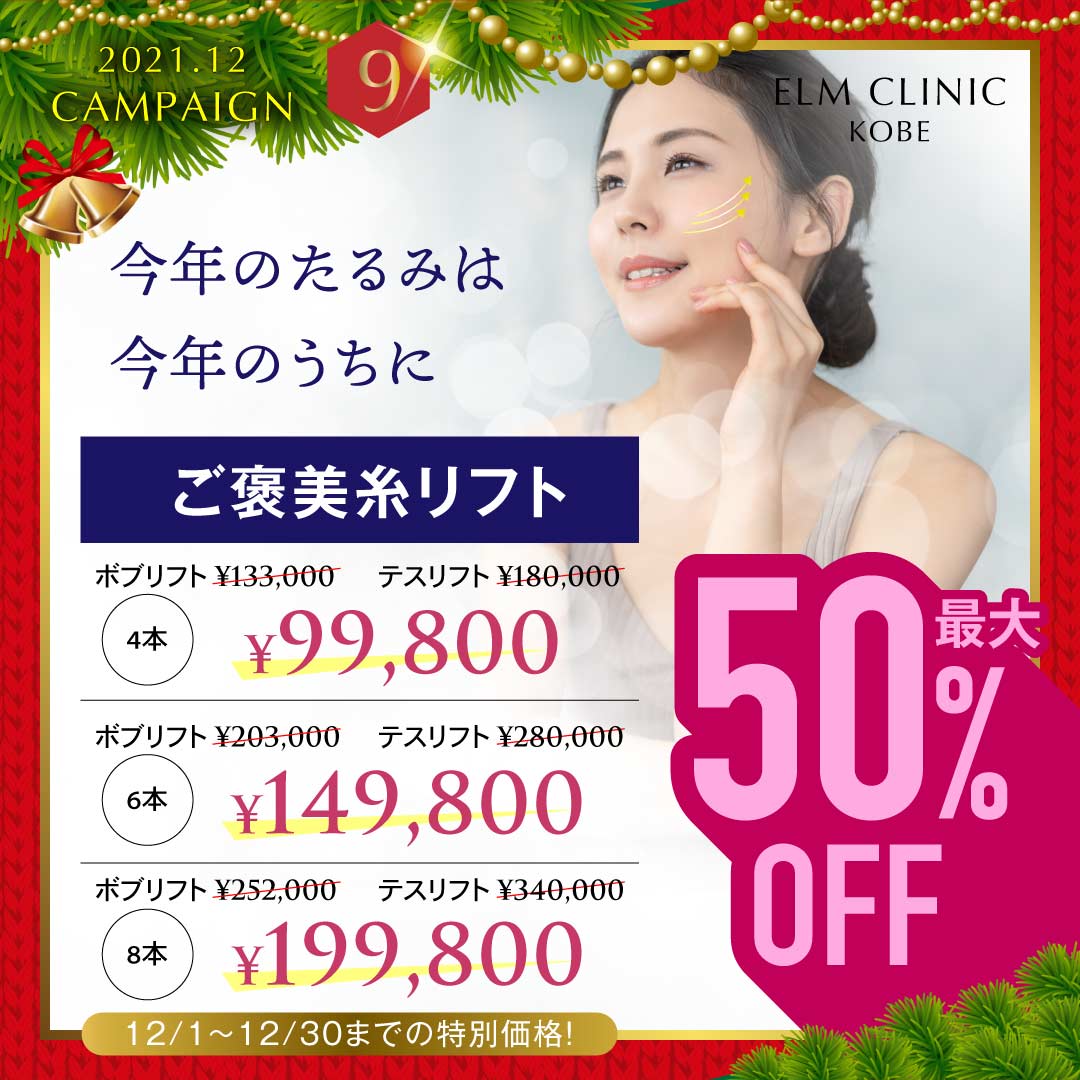 2021.12
CAMPAIGN
9
ELM CLINIC
KOBE
今年のたるみは
今年のうちに
ご褒美糸リフト
ボブリフト ¥133,000 テスリフト ¥180,000
4本 ¥99,800
ボブリフト ¥203,000 テスリフト ¥280,000
6本 ¥149,800
ボブリフト ¥252,000 テスリフト ¥340,000
8本 ¥199,800
最大
50%
OFF
12/1～12/30までの特別価格!